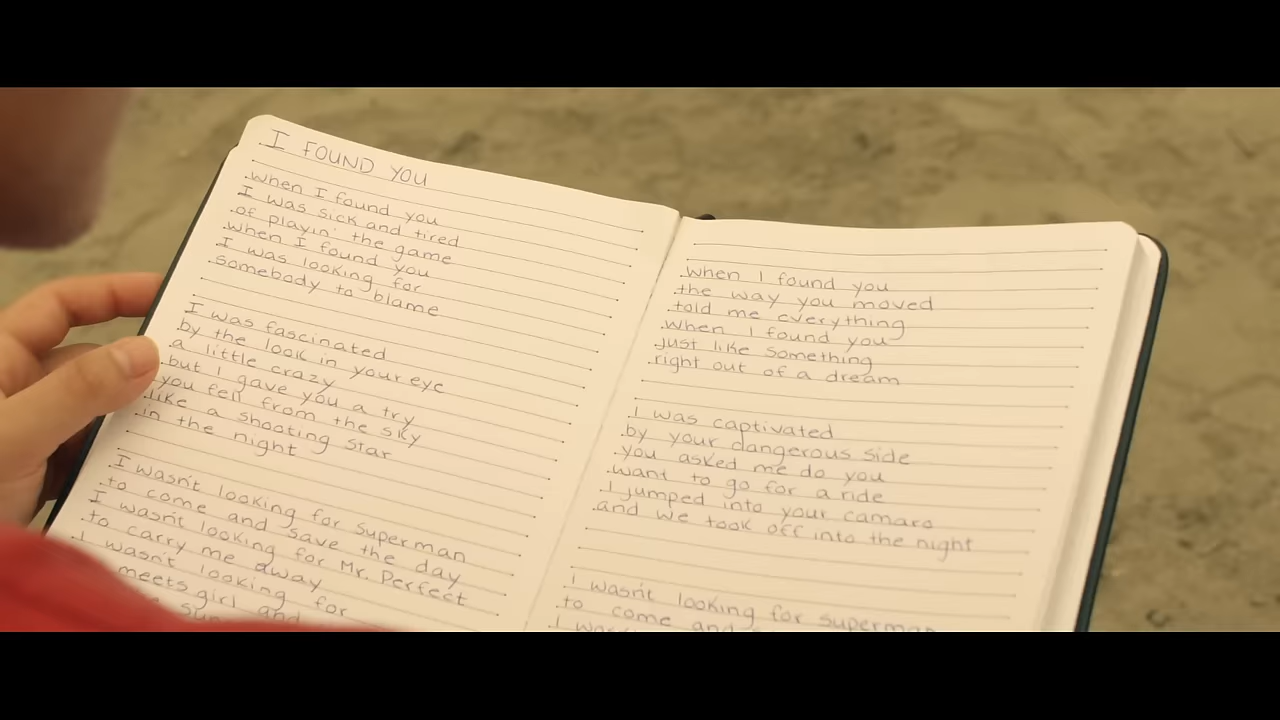 I FOUND YOU
when I found you
I was sick and tired
of playin' the game
when I found you
I was looking for
somebody to blame
I was fascinated
by the look in your eye
a little crazy
but I gave you a try
you fell from the sky
like a shooting star
in the night
I wasn't looking for superman
to come and save the day
I wasn't looking for Mr. Perfect
to carry me away
I wasn't looking for
meets girl and
when I found you
the way you moved
told me everything
when I found you
just like something
right out of a dream
I was captivated
by your dangerous side
you asked me do you
want to go for a ride
I jumped into your camaro
and we took off into the night
I wasn't looking for superman
to come and